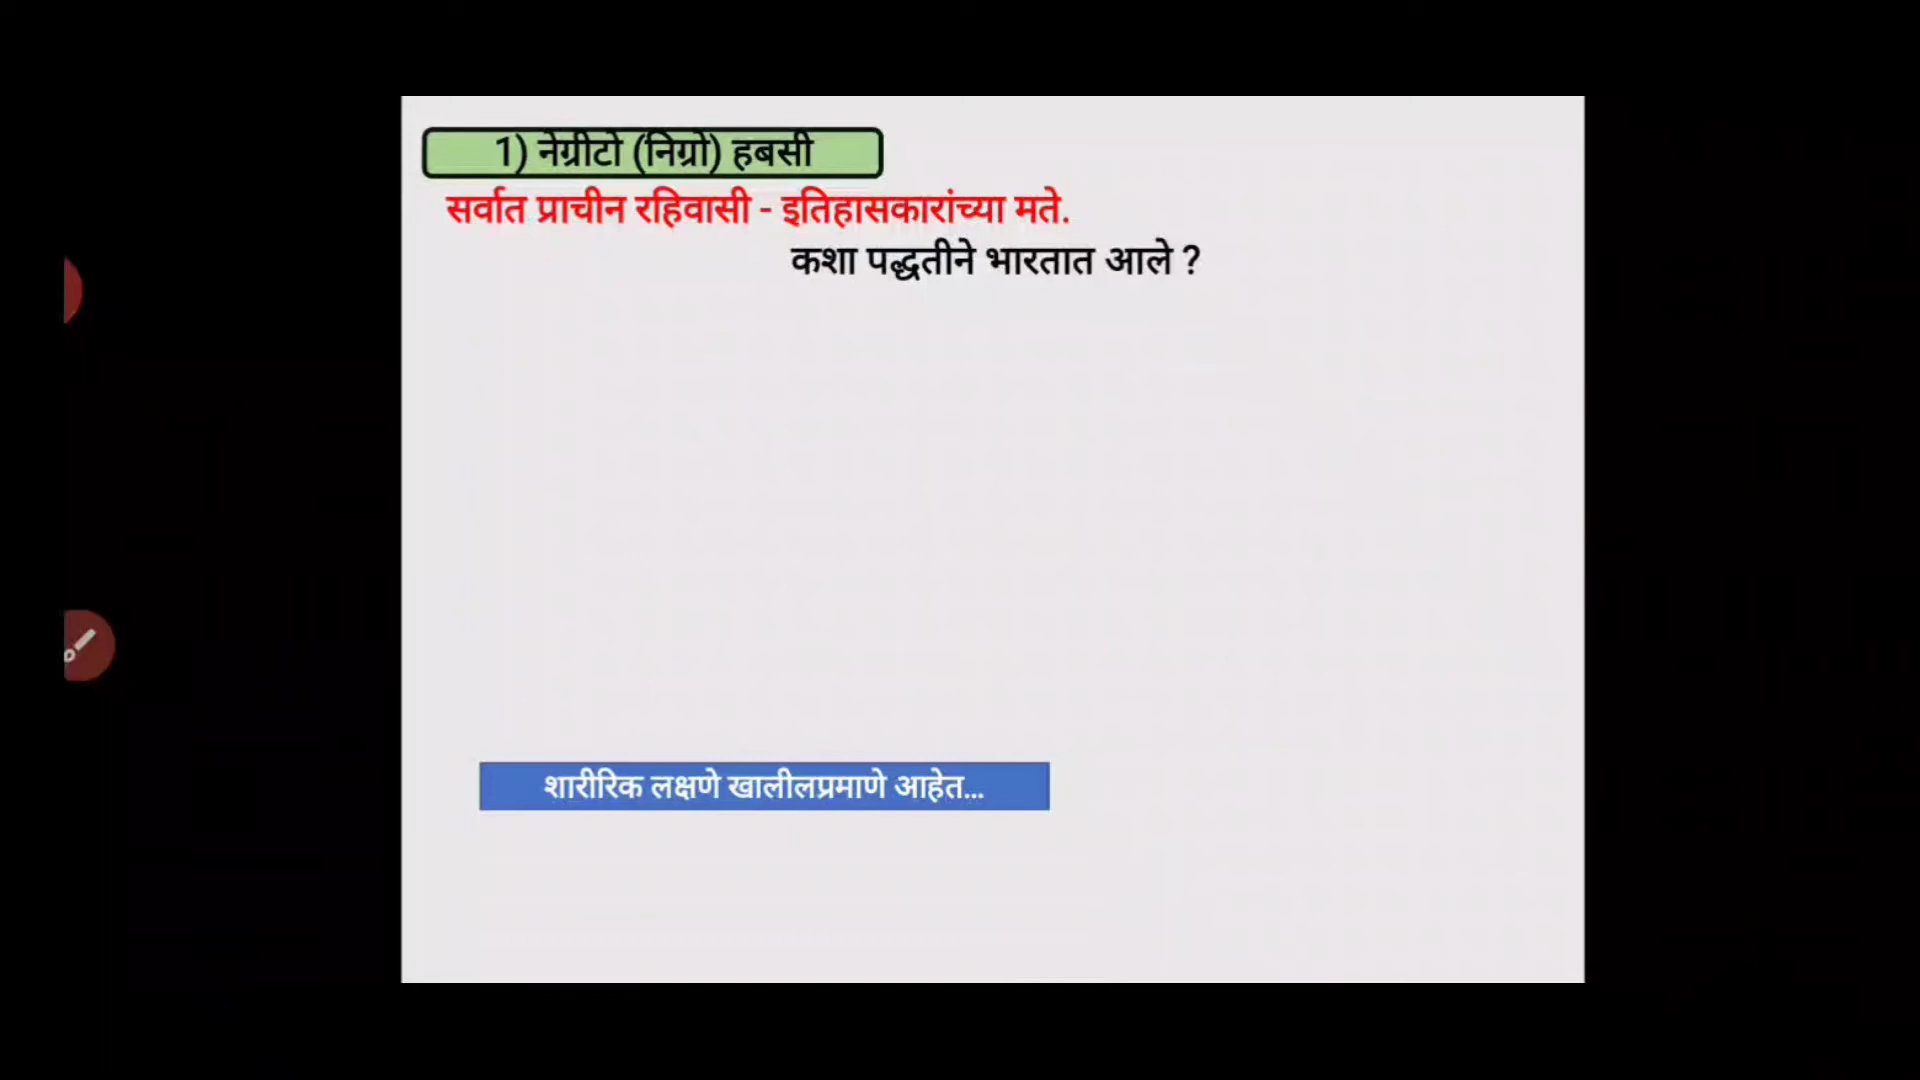 1) नेग्रीटो (निग्रो) हबसी
सर्वात प्राचीन रहिवासी - इतिहासकारांच्या मते.
कशा पद्धतीने भारतात आले ?
शारीरिक लक्षणे खालीलप्रमाणे आहेत...